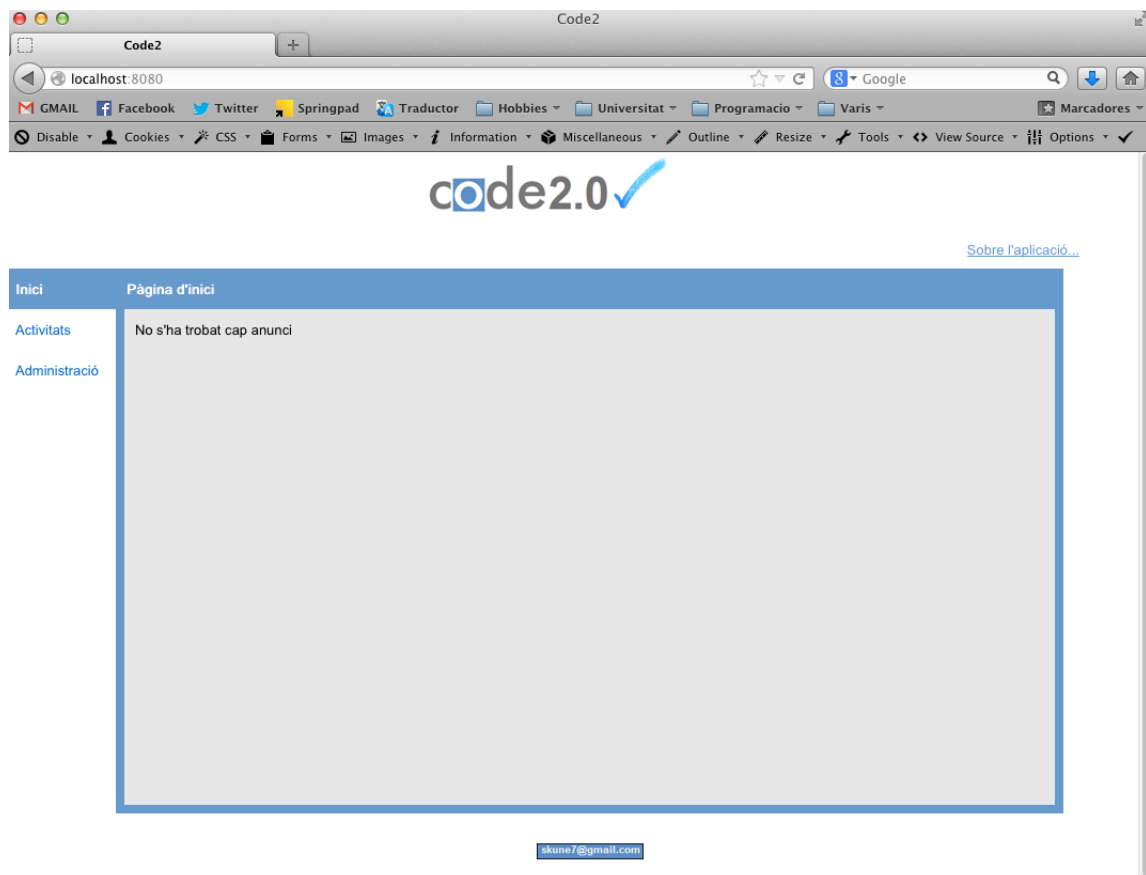 Code2
Code2
localhost:8080
Google
GMAIL Facebook Twitter Springpad Traductor Hobbies Universitat Programacio Varis Marcadores
Disable Cookies CSS Forms Images Information Miscellaneous Outline Resize Tools View Source Options
code2.0
Sobre l'aplicació...
Inici Pàgina d'inici
Activitats No s'ha trobat cap anunci
Administració
skune7@gmail.com